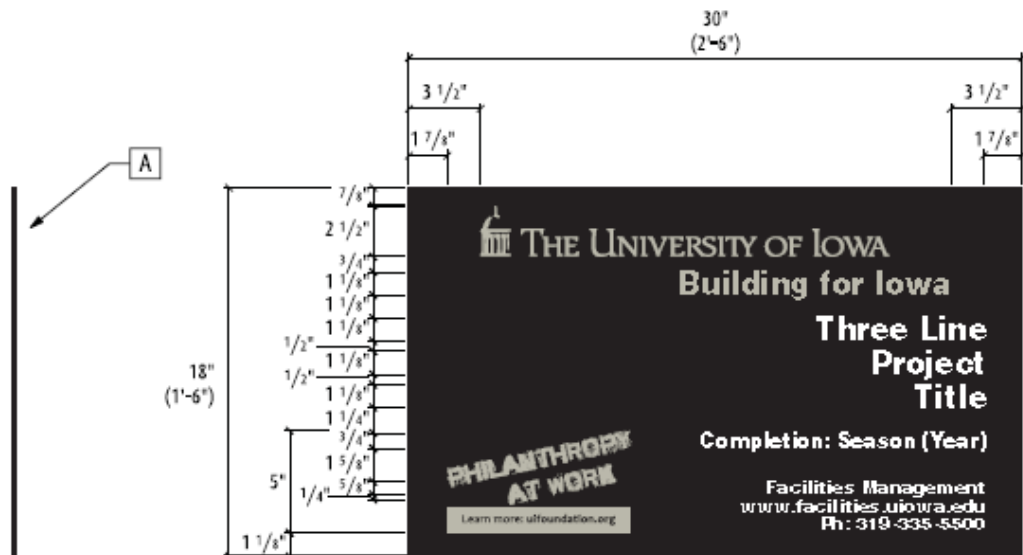 30"
(2'-6")
3 1/2"
3 1/2"
1 7/8"
1 7/8"
A
7/8"
2 1/2"
3/4"
1 1/8"
1 1/8"
1 1/8"
1/2"
1 1/8"
1/2"
1 1/8"
1 1/4"
3/4"
1 5/8"
5/8"
1/4"
18"
(1'-6")
5"
1 1/8"
THE UNIVERSITY OF IOWA
Building for Iowa
Three Line
Project
Title
Completion: Season (Year)
PHILANTHROPY
AT WORK
Learn more: uifoundation.org
Facilities Management
www.facilities.uiowa.edu
Ph: 319-335-5500